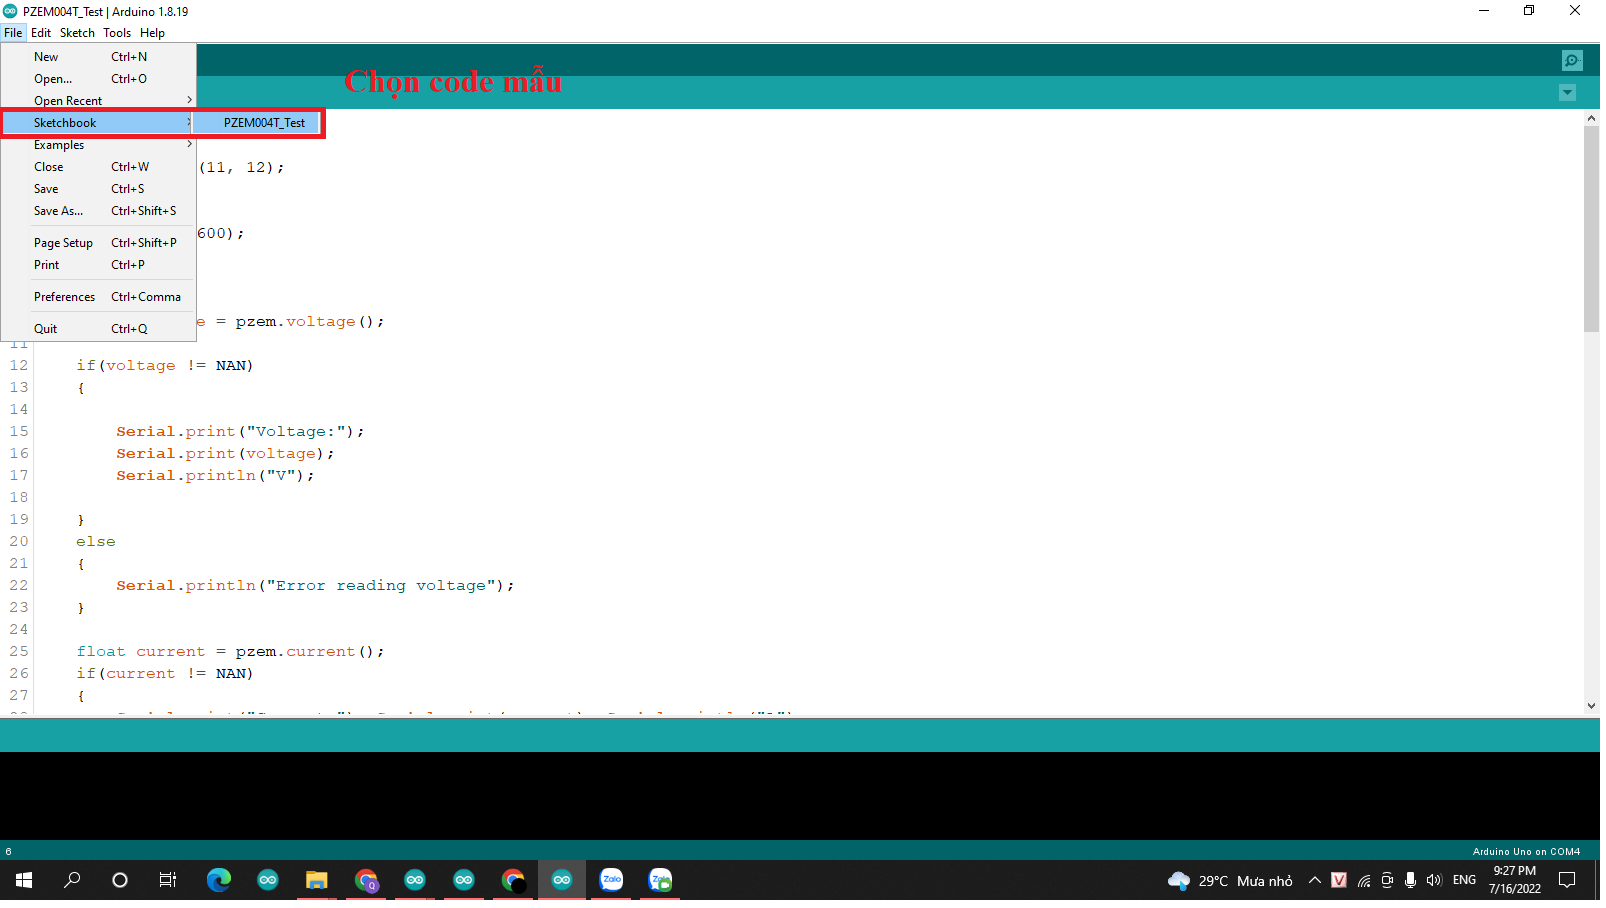 PZEM004T_Test | Arduino 1.8.19
File Edit Sketch Tools Help
New Ctrl+N
Open... Ctrl+O
Open Recent
Sketchbook PZEM004T_Test
Examples
Close Ctrl+W
Save Ctrl+S
Save As... Ctrl+Shift+S
Page Setup Ctrl+Shift+P
Print Ctrl+P
Preferences Ctrl+Comma
Quit Ctrl+Q
Chọn code mẫu
(11, 12);
600);
e = pzem.voltage();
11
12 if(voltage != NAN)
13 {
14
15 Serial.print("Voltage:");
16 Serial.print(voltage);
17 Serial.println("V");
18
19 }
20 else
21 {
22 Serial.println("Error reading voltage");
23 }
24
25 float current = pzem.current();
26 if(current != NAN)
27 {
6
Arduino Uno on COM4
Q
Zalo
29°C Mưa nhỏ
V
ENG
9:27 PM
7/16/2022